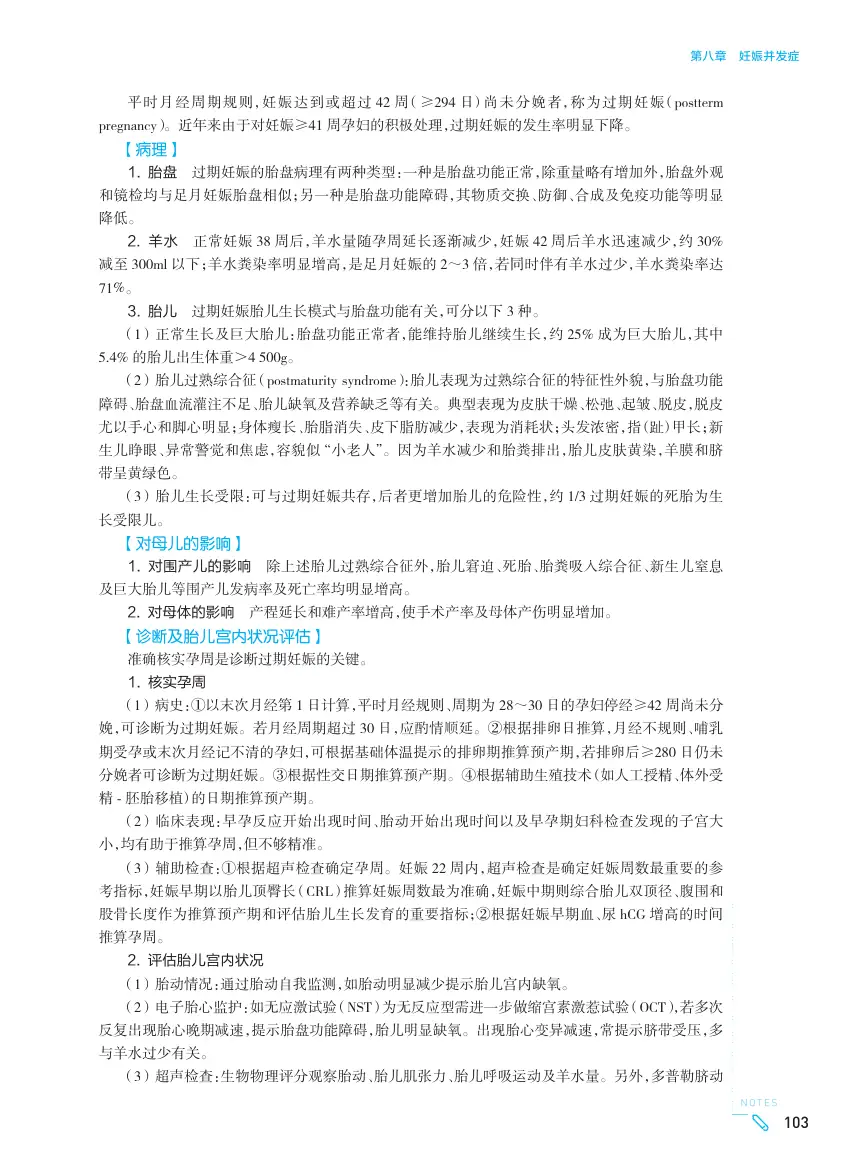 第八章　妊娠并发症
平时月经周期规则,妊娠达到或超过 42 周(≥294 日)尚未分娩者,称为过期妊娠(postterm
pregnancy)。近年来由于对妊娠≥41 周孕妇的积极处理,过期妊娠的发生率明显下降。
【病理】
1. 胎盘　过期妊娠的胎盘病理有两种类型:一种是胎盘功能正常,除重量略有增加外,胎盘外观
和镜检均与足月妊娠胎盘相似;另一种是胎盘功能障碍,其物质交换、防御、合成及免疫功能等明显
降低。
2. 羊水　正常妊娠 38 周后,羊水量随孕周延长逐渐减少,妊娠 42 周后羊水迅速减少,约 30%
减至 300ml 以下;羊水粪染率明显增高,是足月妊娠的 2～3 倍,若同时伴有羊水过少,羊水粪染率达
71%。
3. 胎儿　过期妊娠胎儿生长模式与胎盘功能有关,可分以下 3 种。
(1)正常生长及巨大胎儿:胎盘功能正常者,能维持胎儿继续生长,约 25% 成为巨大胎儿,其中
5.4% 的胎儿出生体重＞4 500g。
(2)胎儿过熟综合征(postmaturity syndrome):胎儿表现为过熟综合征的特征性外貌,与胎盘功能
障碍、胎盘血流灌注不足、胎儿缺氧及营养缺乏等有关。典型表现为皮肤干燥、松弛、起皱、脱皮,脱皮
尤以手心和脚心明显;身体瘦长、胎脂消失、皮下脂肪减少,表现为消耗状;头发浓密,指(趾)甲长;新
生儿睁眼、异常警觉和焦虑,容貌似“小老人”。因为羊水减少和胎粪排出,胎儿皮肤黄染,羊膜和脐
带呈黄绿色。
(3)胎儿生长受限:可与过期妊娠共存,后者更增加胎儿的危险性,约 1/3 过期妊娠的死胎为生
长受限儿。
【对母儿的影响】
1. 对围产儿的影响　除上述胎儿过熟综合征外,胎儿窘迫、死胎、胎粪吸入综合征、新生儿窒息
及巨大胎儿等围产儿发病率及死亡率均明显增高。
2. 对母体的影响　产程延长和难产率增高,使手术产率及母体产伤明显增加。
【诊断及胎儿宫内状况评估】
准确核实孕周是诊断过期妊娠的关键。
1. 核实孕周
(1)病史:①以末次月经第 1 日计算,平时月经规则、周期为 28～30 日的孕妇停经≥42 周尚未分
娩,可诊断为过期妊娠。若月经周期超过 30 日,应酌情顺延。②根据排卵日推算,月经不规则、哺乳
期受孕或末次月经记不清的孕妇,可根据基础体温提示的排卵期推算预产期,若排卵后≥280 日仍未
分娩者可诊断为过期妊娠。③根据性交日期推算预产期。④根据辅助生殖技术(如人工授精、体外受
精 - 胚胎移植)的日期推算预产期。
(2)临床表现:早孕反应开始出现时间、胎动开始出现时间以及早孕期妇科检查发现的子宫大
小,均有助于推算孕周,但不够精准。
(3)辅助检查:①根据超声检查确定孕周。妊娠 22 周内,超声检查是确定妊娠周数最重要的参
考指标,妊娠早期以胎儿顶臀长(CRL)推算妊娠周数最为准确,妊娠中期则综合胎儿双顶径、腹围和
股骨长度作为推算预产期和评估胎儿生长发育的重要指标;②根据妊娠早期血、尿 hCG 增高的时间
推算孕周。
2. 评估胎儿宫内状况
(1)胎动情况:通过胎动自我监测,如胎动明显减少提示胎儿宫内缺氧。
(2)电子胎心监护:如无应激试验(NST)为无反应型需进一步做缩宫素激惹试验(OCT),若多次
反复出现胎心晚期减速,提示胎盘功能障碍,胎儿明显缺氧。出现胎心变异减速,常提示脐带受压,多
与羊水过少有关。
(3)超声检查:生物物理评分观察胎动、胎儿肌张力、胎儿呼吸运动及羊水量。另外,多普勒脐动
NOTES
103